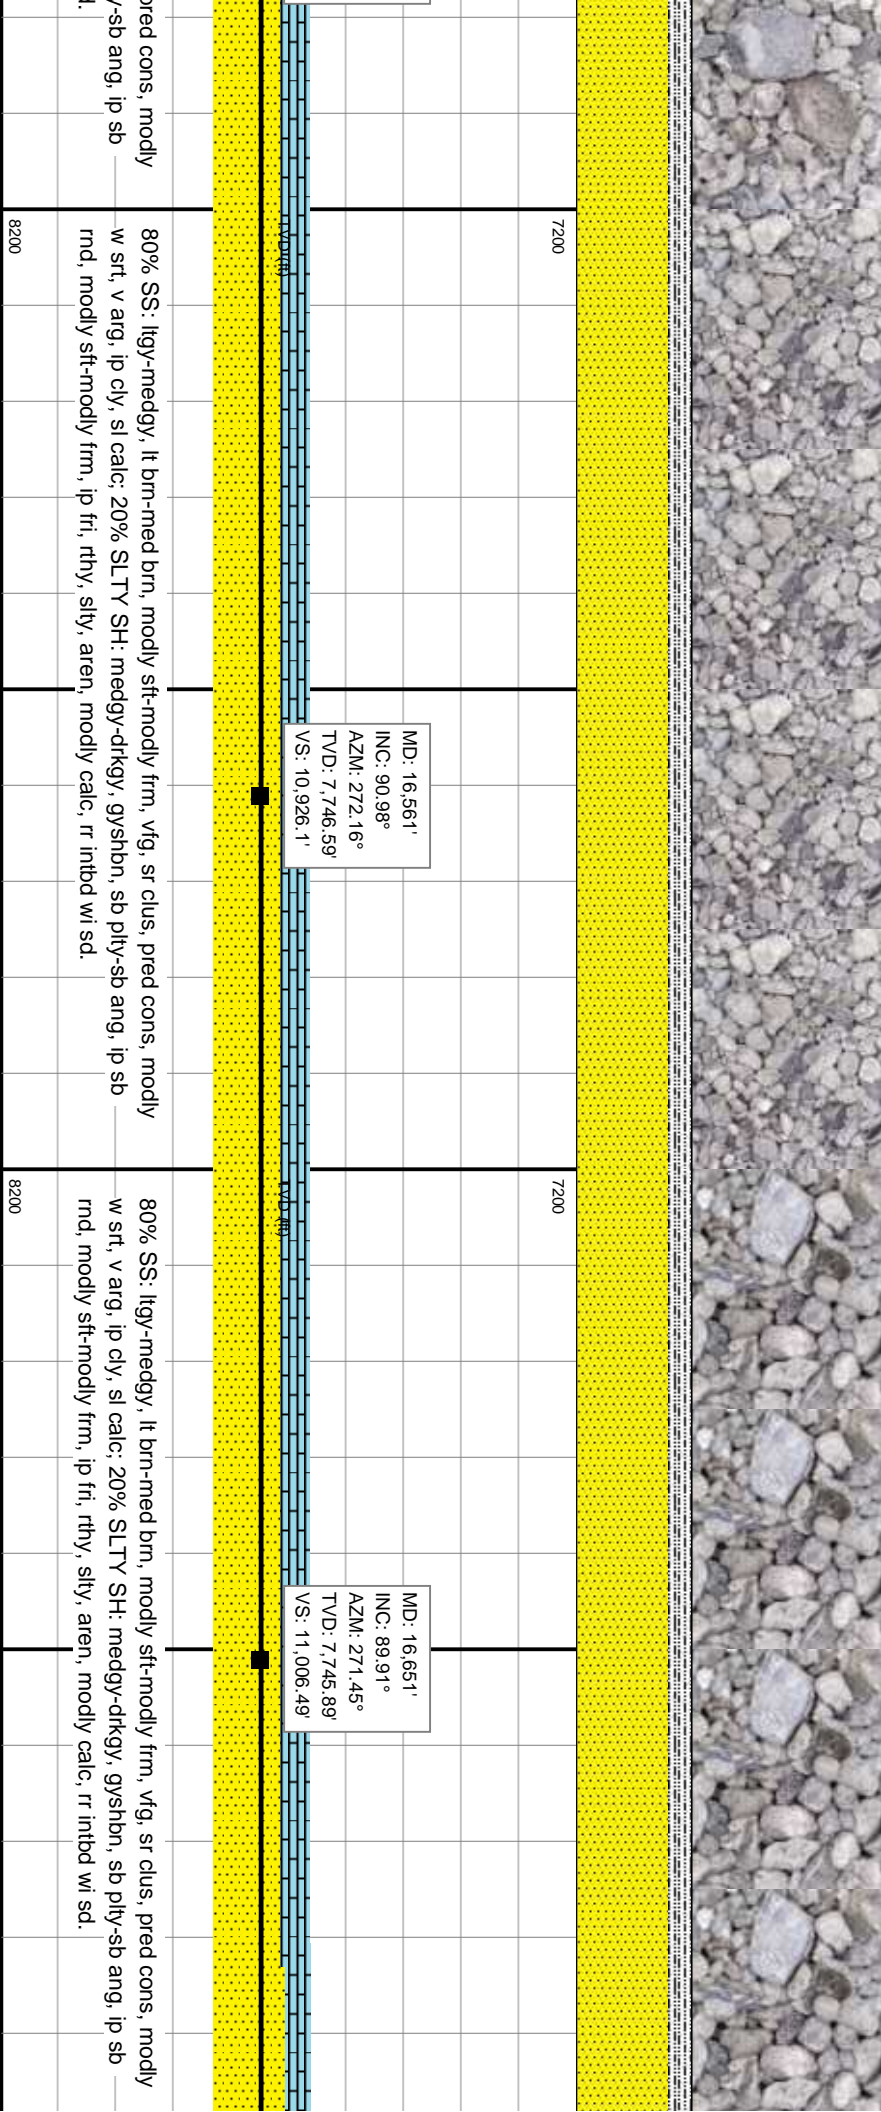 pred cons, modly
y-sb ang, ip sb
d.
7200
TVD (ft)
8200
80% SS: ltgy-medgy, lt brn-med brn, modly sft-modly frm, vfg, sr clus, pred cons, modly
w srt, v arg, ip cly, sl calc; 20% SLTY SH: medgy-drkgy, gyshbn, sb plty-sb ang, ip sb
rnd, modly sft-modly frm, ip fri, rthy, slty, aren, modly calc, rr intbd wi sd.
MD: 16,561'
INC: 90.98°
AZM: 272.16°
TVD: 7,746.59'
VS: 10,926.1'
7200
TVD (ft)
8200
80% SS: ltgy-medgy, lt brn-med brn, modly sft-modly frm, vfg, sr clus, pred cons, modly
w srt, v arg, ip cly, sl calc; 20% SLTY SH: medgy-drkgy, gyshbn, sb plty-sb ang, ip sb
rnd, modly sft-modly frm, ip fri, rthy, slty, aren, modly calc, rr intbd wi sd.
MD: 16,651'
INC: 89.91°
AZM: 271.45°
TVD: 7,745.89'
VS: 11,006.49'